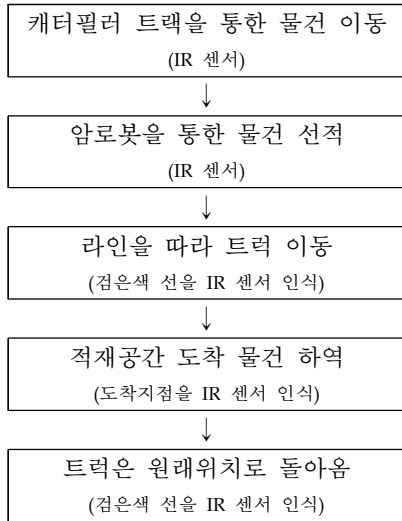 캐터필러 트랙을 통한 물건 이동
(IR 센서)
암로봇을 통한 물건 선적
(IR 센서)
라인을 따라 트럭 이동
(검은색 선을 IR 센서 인식)
적재공간 도착 물건 하역
(도착지점을 IR 센서 인식)
트럭은 원래위치로 돌아옴
(검은색 선을 IR 센서 인식)